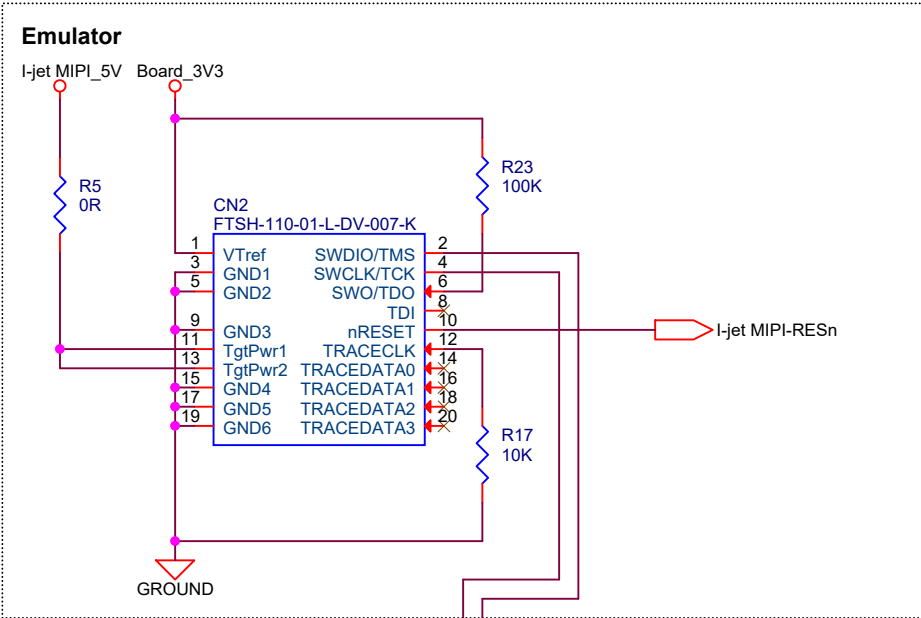 Emulator
I-jet MIPI_5V
Board_3V3
R23
100K
R5
0R
CN2
FTSH-110-01-L-DV-007-K
1 VTref SWDIO/TMS 2
3 GND1 SWCLK/TCK 4
5 GND2 SWO/TDO 6
TDI 8
9 GND3 nRESET 10
I-jet MIPI-RESn
11 TgtPwr1 TRACECLK 12
13 TgtPwr2 TRACEDATA0 14
15 GND4 TRACEDATA1 16
17 GND5 TRACEDATA2 18
19 GND6 TRACEDATA3 20
R17
10K
GROUND